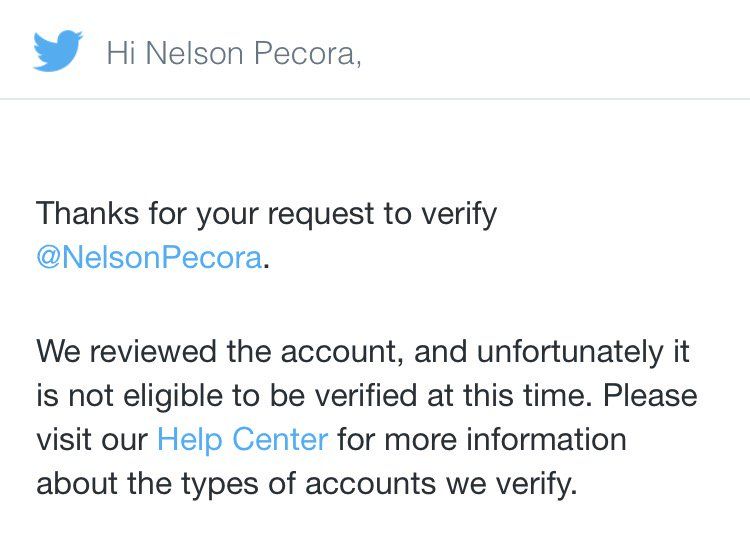 Hi Nelson Pecora,
Thanks for your request to verify
@NelsonPecora.
We reviewed the account, and unfortunately it
is not eligible to be verified at this time. Please
visit our Help Center for more information
about the types of accounts we verify.